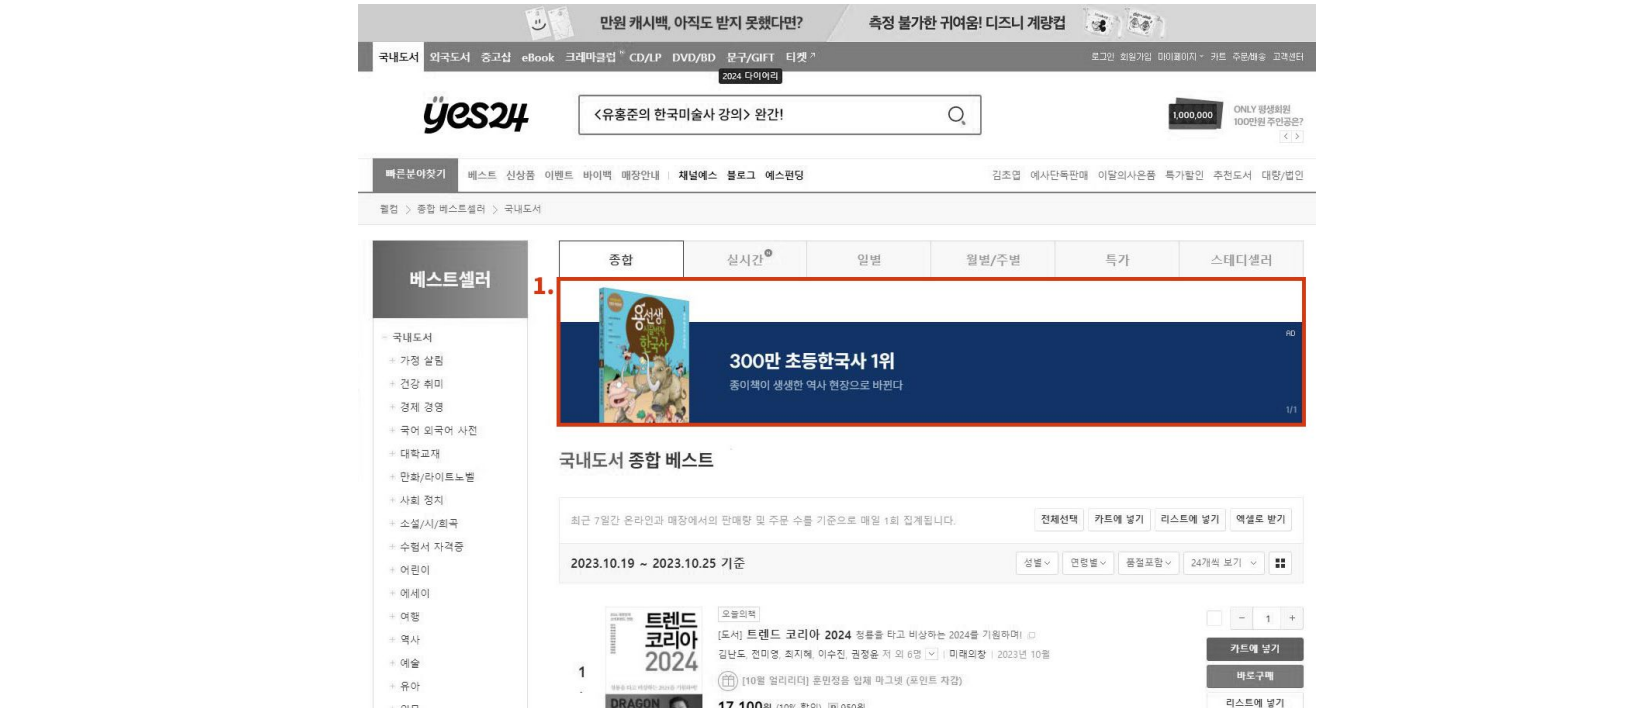 만원 캐시백, 아직도 받지 못했다면?
측정 불가한 귀여움! 디즈니 계량컵
국내도서 외국도서 중고샵 eBook 크레마클럽 CD/LP DVD/BD 문구/GIFT 티켓
로그인 회원가입 마이페이지 카트 주문/배송 고객센터
2024 다이어리
yes24
<유홍준의 한국미술사 강의> 완간!
1,000,000
ONLY 평생회원
100만원 주인공은?
빠른분야찾기 베스트 신상품 이벤트 바이백 매장안내 채널예스 블로그 예스펀딩
김초엽 예사단독판매 이달의사은품 특가할인 추천도서 대량/법인
웰컴 > 종합 베스트셀러 > 국내도서
베스트셀러
국내도서
가정 살림
건강 취미
경제 경영
국어 외국어 사전
대학교재
만화/라이트노벨
사회 정치
소설/시/희곡
수험서 자격증
어린이
에세이
여행
역사
예술
유아
종합 실시간 일별 월별/주별 특가 스테디셀러
1.
용선생
한국사
AD
300만 초등한국사 1위
종이책이 생생한 역사 현장으로 바뀐다
1/1
국내도서 종합 베스트
최근 7일간 온라인과 매장에서의 판매량 및 주문 수를 기준으로 매일 1회 집계됩니다.
전체선택 카트에 넣기 리스트에 넣기 엑셀로 받기
2023.10.19 ~ 2023.10.25 기준
성별 연령별 품절포함 24개씩 보기
1
트렌드
코리아
2024
DRAGON
오늘의책
[도서] 트렌드 코리아 2024 청룡을 타고 비상하는 2024를 기원하며!
김난도, 전미영, 최지혜, 이수진, 권정윤 저 외 6명 | 미래의창 | 2023년 10월
[10월 얼리리더] 훈민정음 입체 마그넷 (포인트 차감)
17,100원 (10% 할인) P 950원
− 1 +
카트에 넣기
바로구매
리스트에 넣기